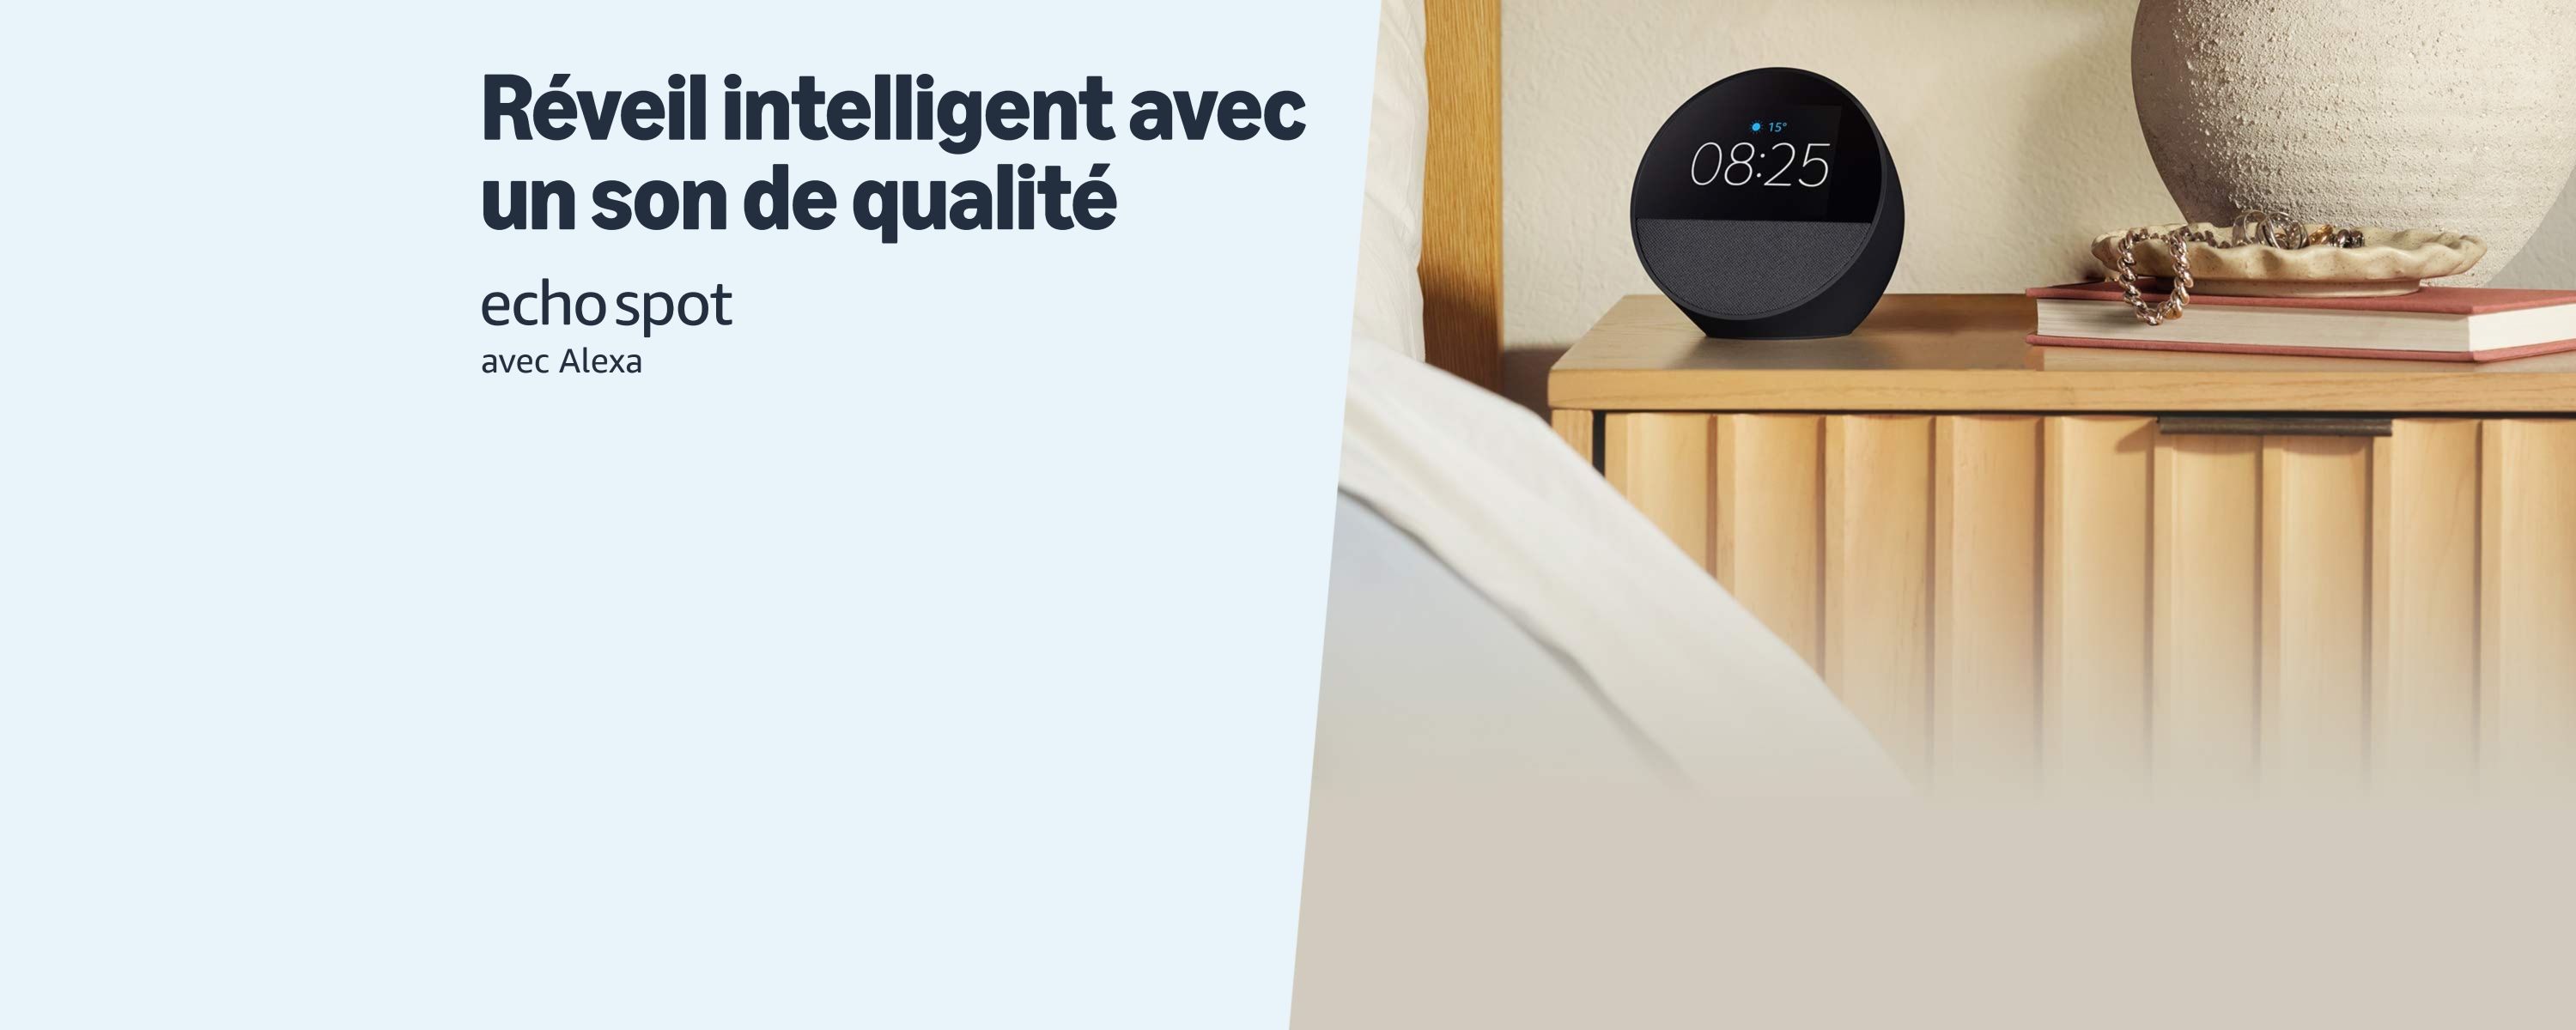 Réveil intelligent avec
un son de qualité
echo spot
avec Alexa
15°
08:25